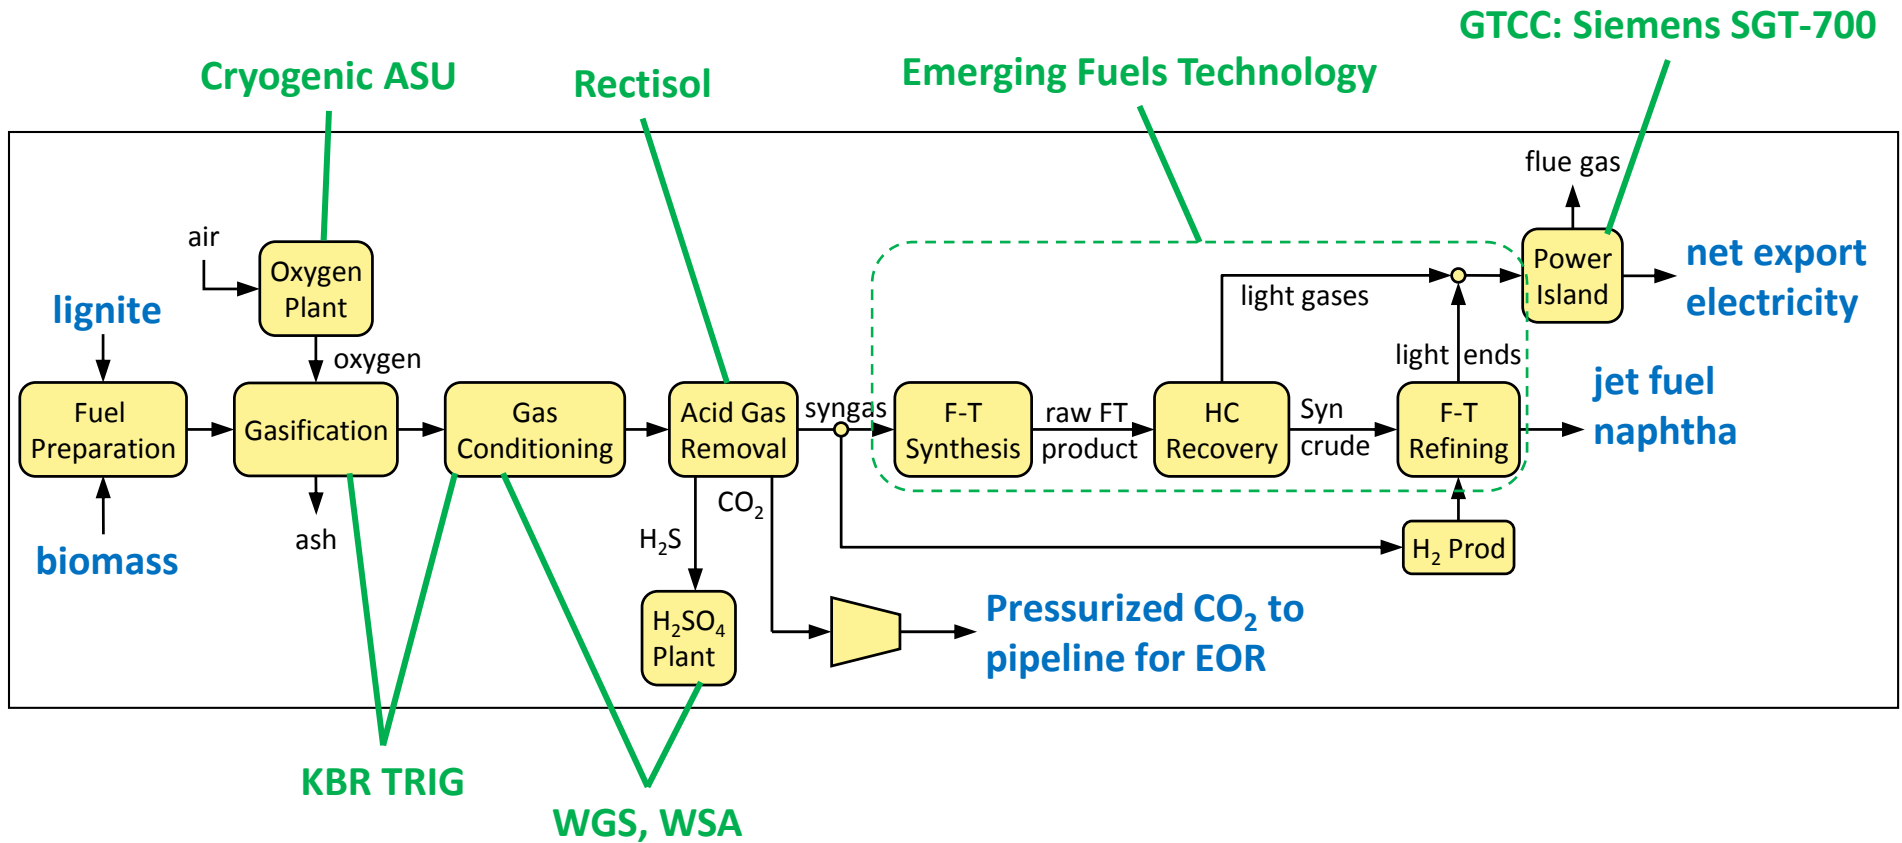 GTCC: Siemens SGT-700
Cryogenic ASU
Rectisol
Emerging Fuels Technology
flue gas
air
Oxygen
Plant
Power
Island
net export
electricity
light gases
lignite
oxygen
light ends
jet fuel
naphtha
Fuel
Preparation
Gasification
Gas
Conditioning
Acid Gas
Removal
syngas
F-T
Synthesis
raw FT
product
HC
Recovery
Syn
crude
F-T
Refining
biomass
ash
H₂S
CO₂
H₂ Prod
H₂SO₄
Plant
Pressurized CO₂ to
pipeline for EOR
KBR TRIG
WGS, WSA